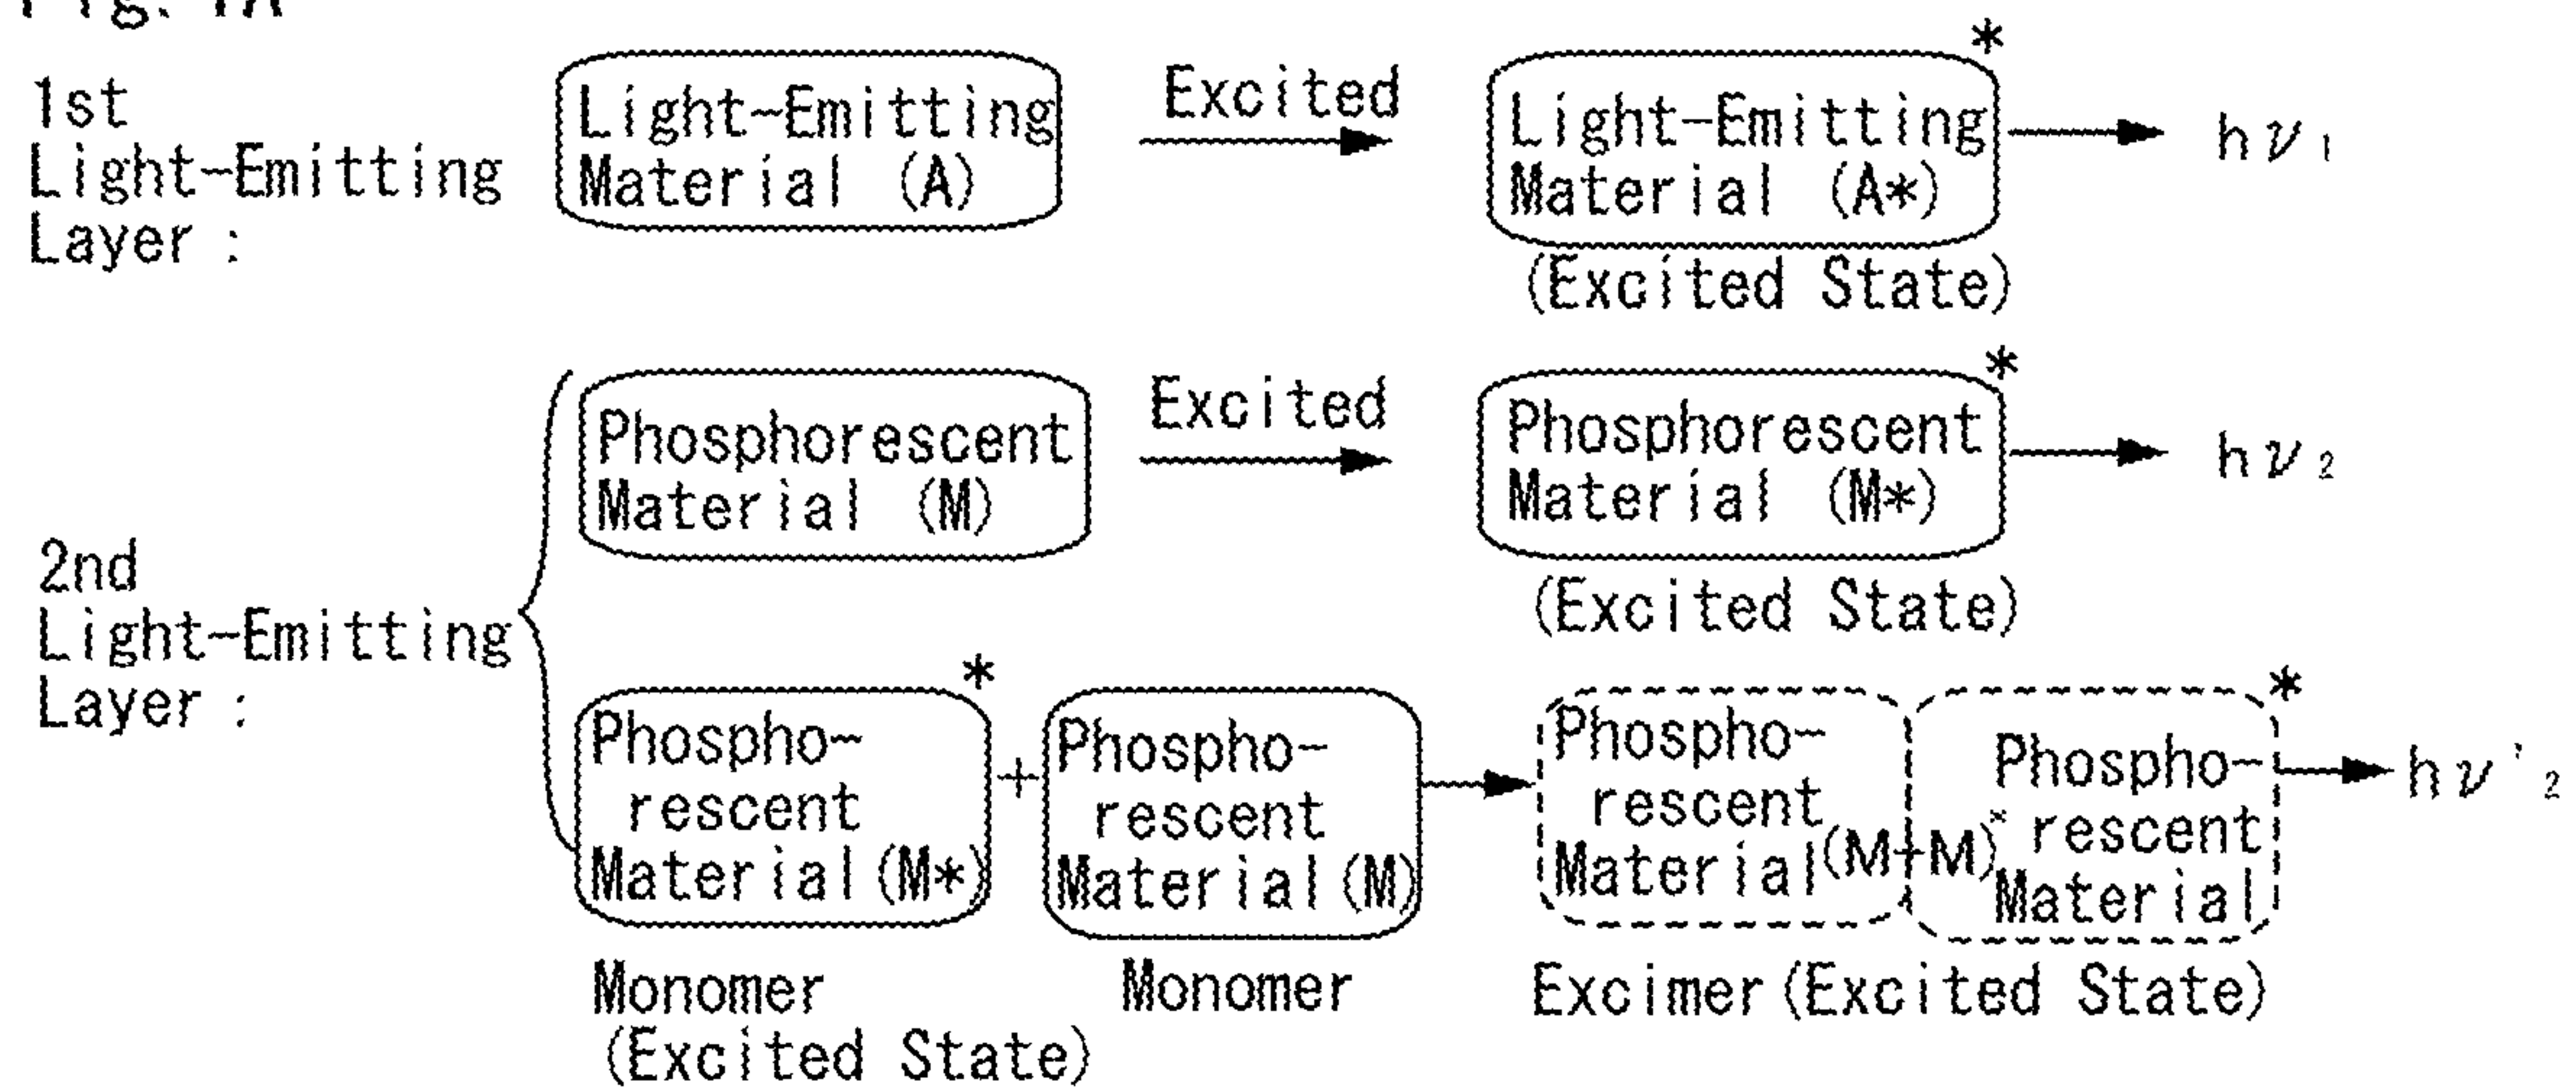 Fig. 1A
1st
Light-Emitting
Layer :
Light-Emitting
Material (A)
Excited
*
Light-Emitting
Material (A*)
(Excited State)
hν₁
2nd
Light-Emitting
Layer :
Phosphorescent
Material (M)
Excited
*
Phosphorescent
Material (M*)
(Excited State)
hν₂
*
Phospho-
rescent
Material (M*)
Monomer
(Excited State)
+
Phospho-
rescent
Material (M)
Monomer
*
Phospho-
rescent
Material
(M+M)*
Phospho-
rescent
Material
Excimer (Excited State)
hν'₂